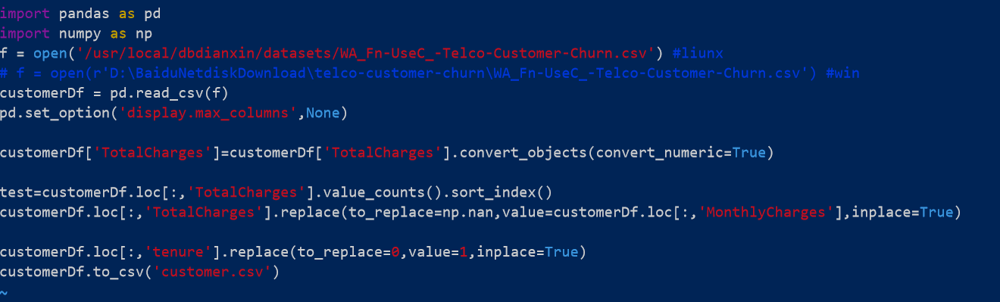 import pandas as pd
import numpy as np
f = open('/usr/local/dbdianxin/datasets/WA_Fn-UseC_-Telco-Customer-Churn.csv') #liunx
# f = open(r'D:\BaiduNetdiskDownload\telco-customer-churn\WA_Fn-UseC_-Telco-Customer-Churn.csv') #win
customerDf = pd.read_csv(f)
pd.set_option('display.max_columns',None)
customerDf['TotalCharges']=customerDf['TotalCharges'].convert_objects(convert_numeric=True)
test=customerDf.loc[:,'TotalCharges'].value_counts().sort_index()
customerDf.loc[:,'TotalCharges'].replace(to_replace=np.nan,value=customerDf.loc[:,'MonthlyCharges'],inplace=True)
customerDf.loc[:,'tenure'].replace(to_replace=0,value=1,inplace=True)
customerDf.to_csv('customer.csv')
~